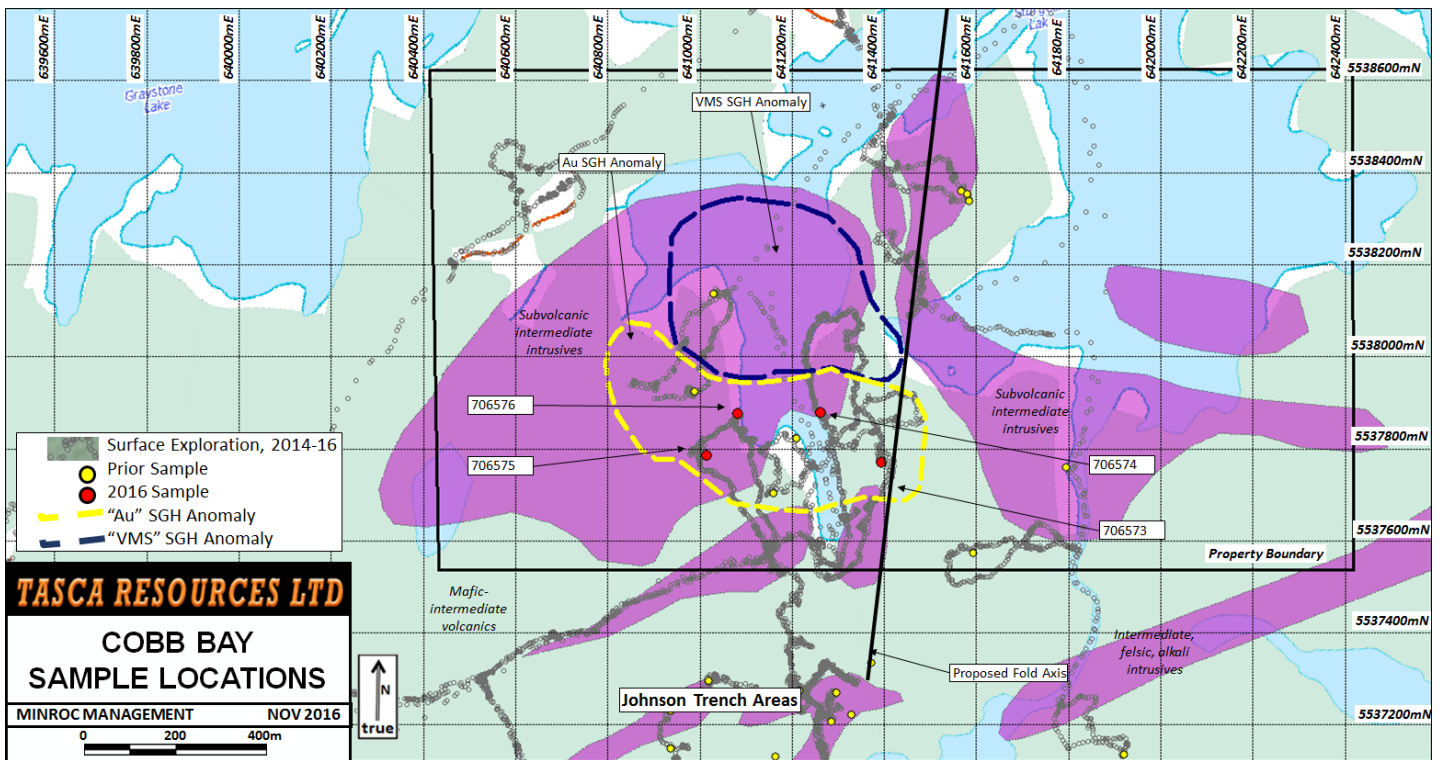 639600mE
639800mE
640000mE
640200mE
640400mE
640600mE
640800mE
641000mE
641200mE
641400mE
641600mE
64180mE
642000mE
642200mE
642400mE
Lake
Graystone
Lake
5538600mN
VMS SGH Anomaly
Au SGH Anomaly
5538400mN
5538200mN
Subvolcanic
intermediate
intrusives
5538000mN
Subvolcanic
intermediate
intrusives
706576
706575
706574
706573
5537800mN
5537600mN
Property Boundary
Surface Exploration, 2014-16
Prior Sample
2016 Sample
“Au” SGH Anomaly
“VMS” SGH Anomaly
Mafic-
intermediate
volcanics
5537400mN
Intermediate,
felsic, alkali
intrusives
Proposed Fold Axis
Johnson Trench Areas
5537200mN
TASCA RESOURCES LTD
COBB BAY
SAMPLE LOCATIONS
MINROC MANAGEMENT NOV 2016
0 200 400m
N
true